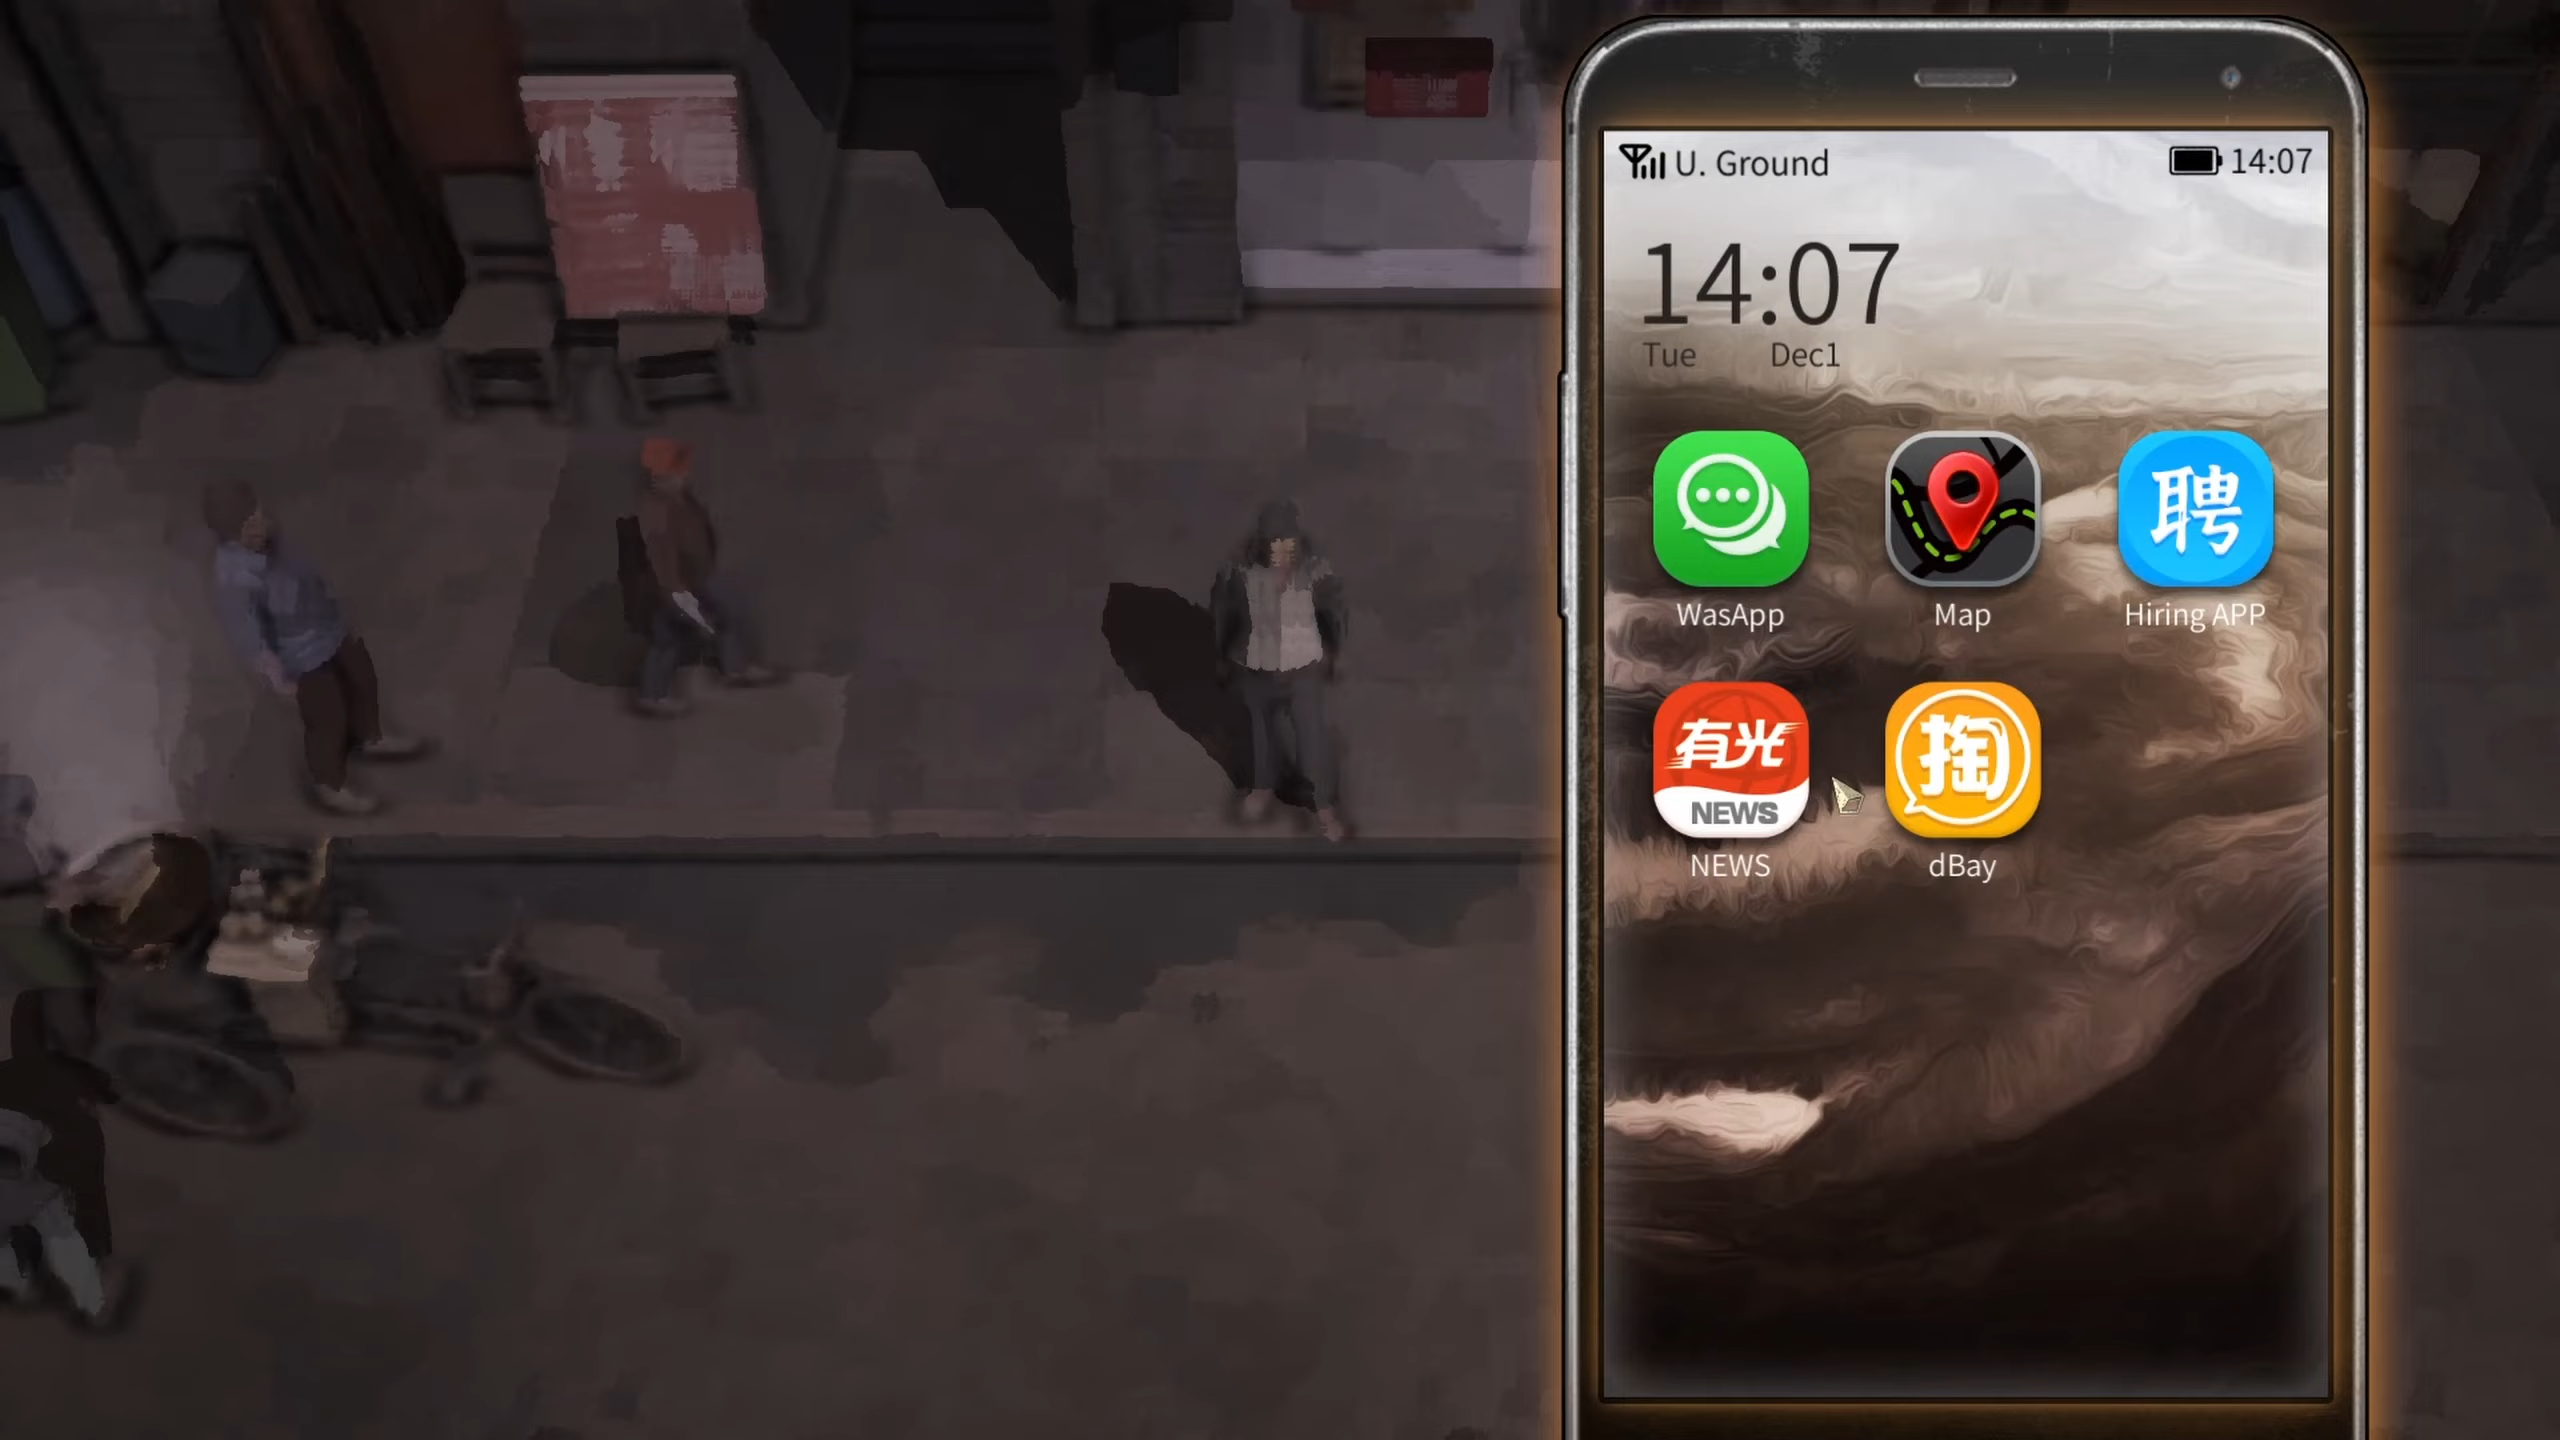 U. Ground 14:07
14:07
Tue Dec1
聘
WasApp Map Hiring APP
有光 掏
NEWS
NEWS dBay